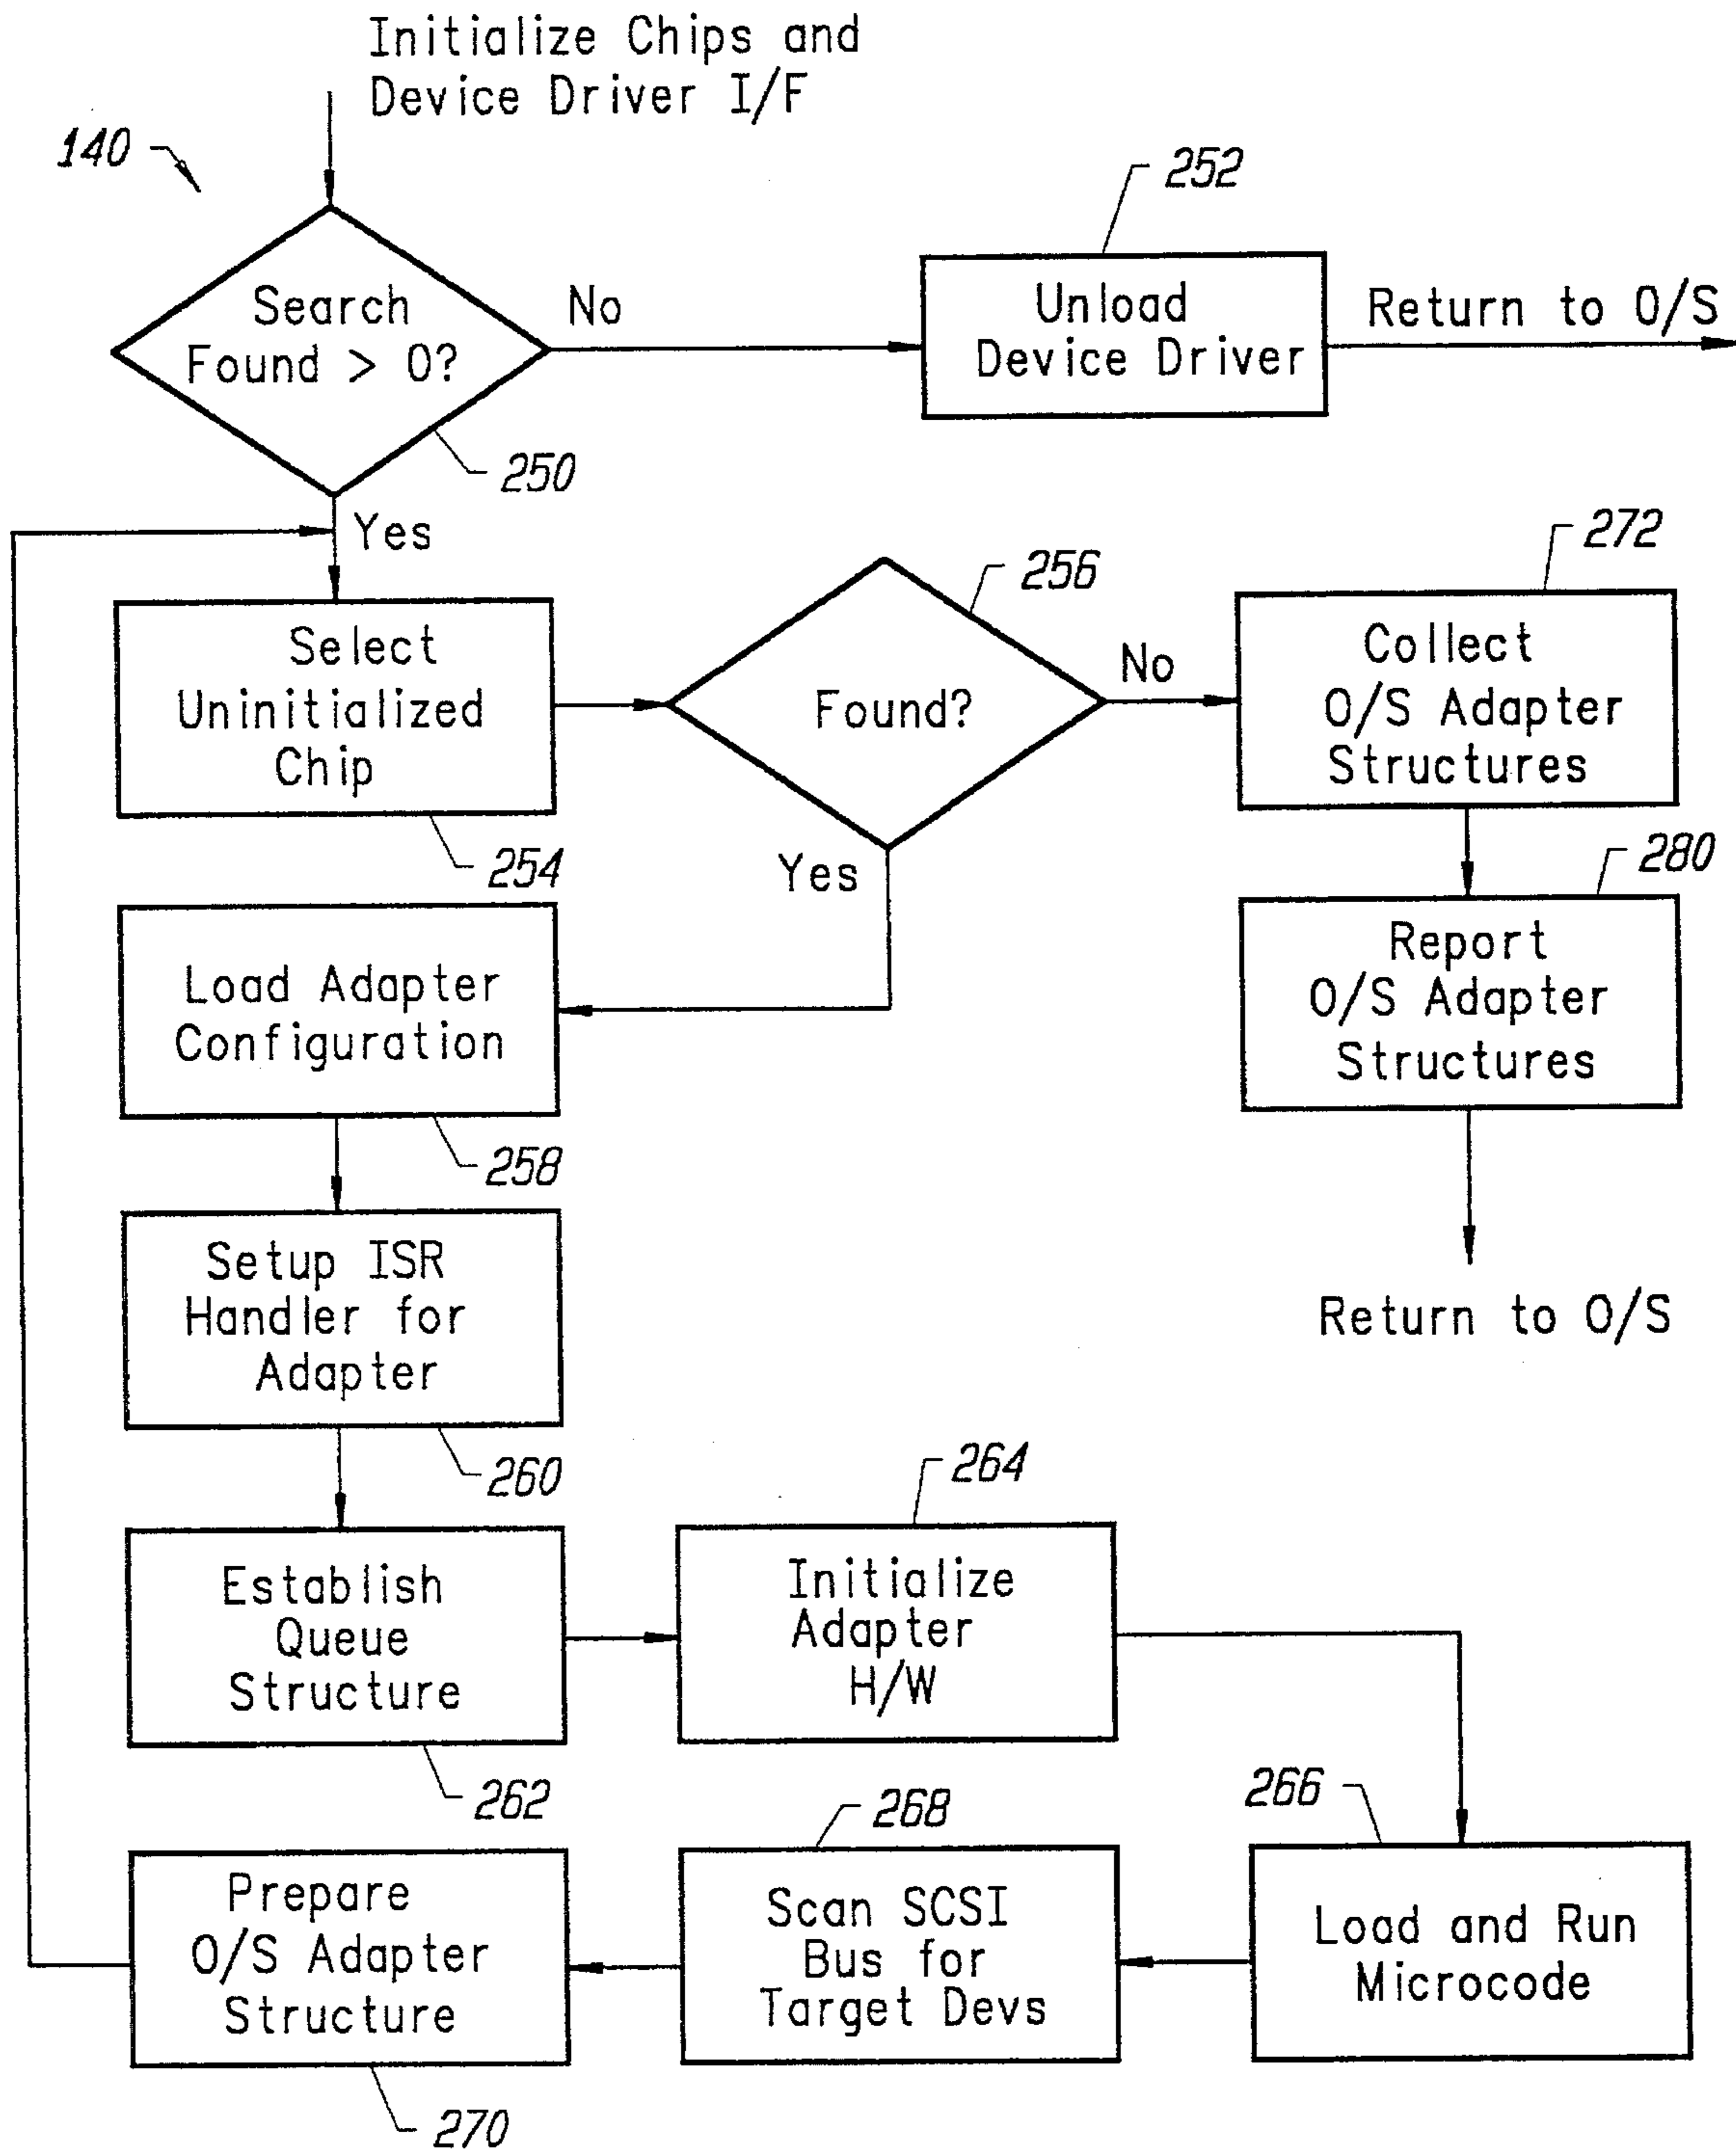 Initialize Chips and
Device Driver I/F
140
252
Search
Found > 0?
No
Unload
Device Driver
Return to O/S
250
Yes
272
256
Select
Uninitialized
Chip
Found?
No
Collect
O/S Adapter
Structures
254
Yes
280
Load Adapter
Configuration
Report
O/S Adapter
Structures
258
Setup ISR
Handler for
Adapter
Return to O/S
260
264
Establish
Queue
Structure
Initialize
Adapter
H/W
262
268
266
Prepare
O/S Adapter
Structure
Scan SCSI
Bus for
Target Devs
Load and Run
Microcode
270